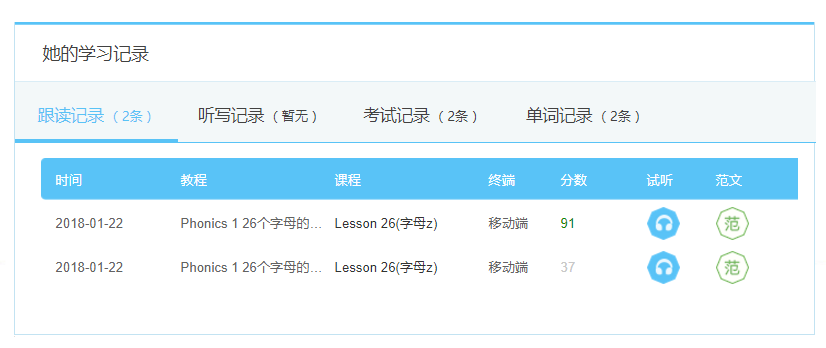 她的学习记录
跟读记录（2条） 听写记录（暂无） 考试记录（2条） 单词记录（2条）
时间 教程 课程 终端 分数 试听 范文
2018-01-22 Phonics 1 26个字母的... Lesson 26(字母z) 移动端 91 范
2018-01-22 Phonics 1 26个字母的... Lesson 26(字母z) 移动端 37 范